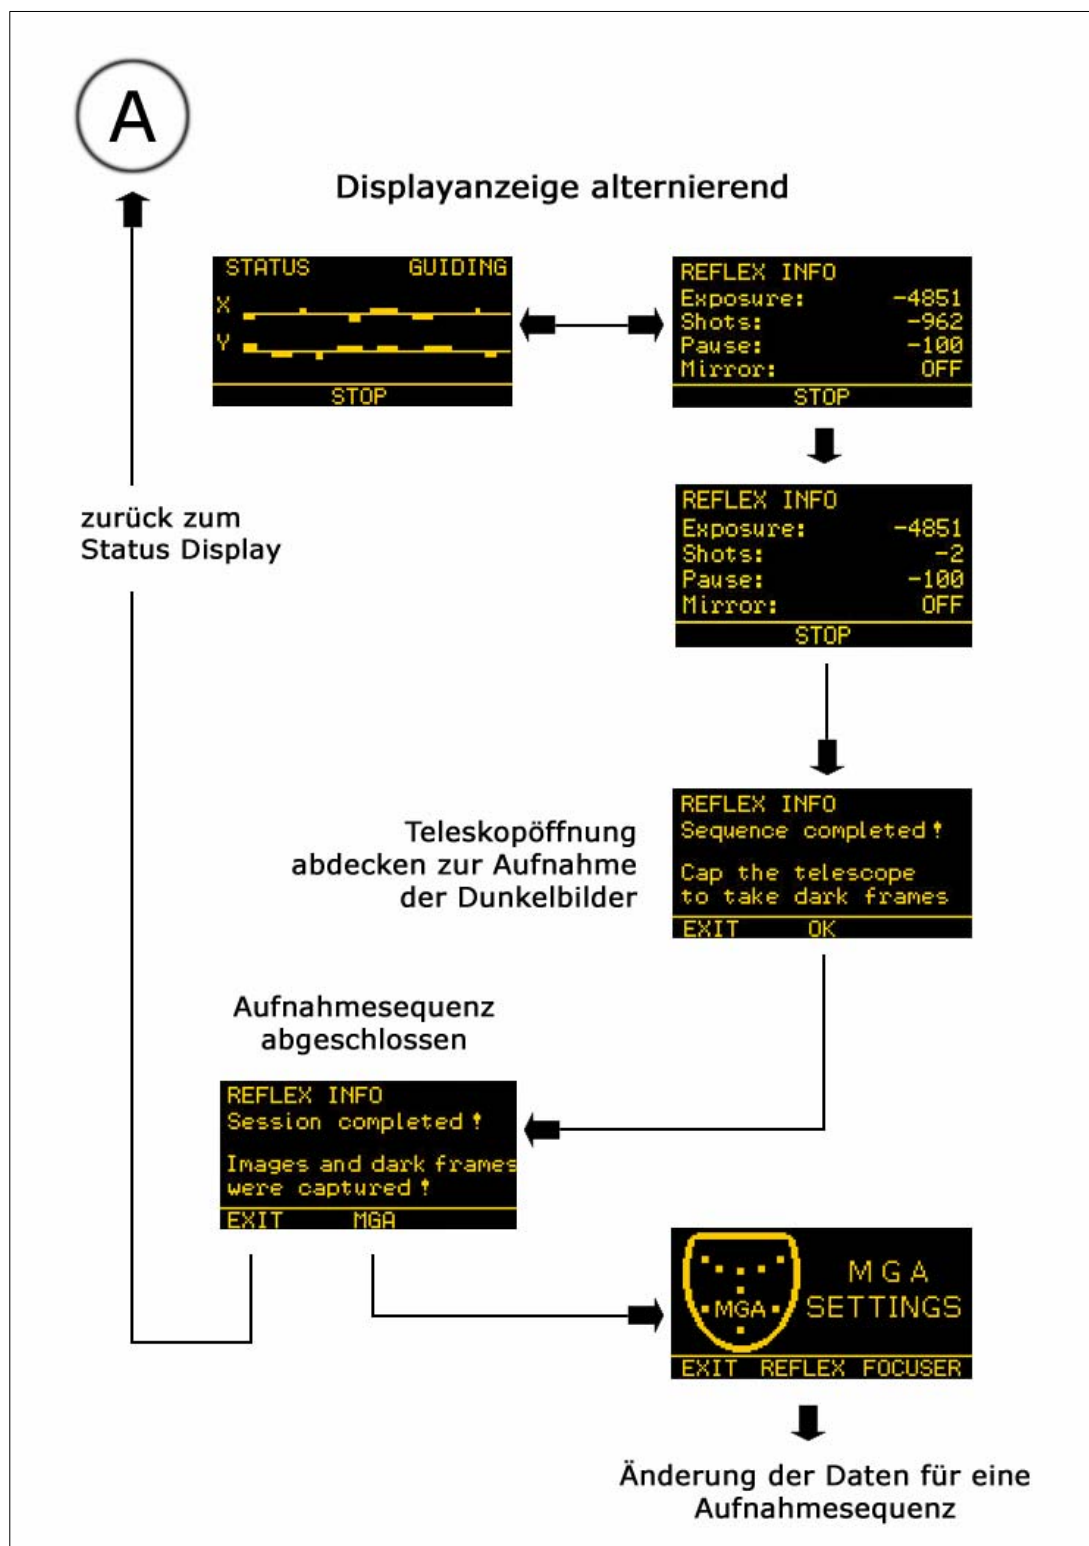 A
Displayanzeige alternierend
STATUS GUIDING
X
Y
STOP
REFLEX INFO
Exposure: -4851
Shots: -962
Pause: -100
Mirror: OFF
STOP
zurück zum
Status Display
REFLEX INFO
Exposure: -4851
Shots: -2
Pause: -100
Mirror: OFF
STOP
Teleskopöffnung
abdecken zur Aufnahme
der Dunkelbilder
REFLEX INFO
Sequence completed!
Cap the telescope
to take dark frames
EXIT OK
Aufnahmesequenz
abgeschlossen
REFLEX INFO
Session completed!
Images and dark frames
were captured!
EXIT MGA
MGA
M G A
SETTINGS
EXIT REFLEX FOCUSER
Änderung der Daten für eine
Aufnahmesequenz